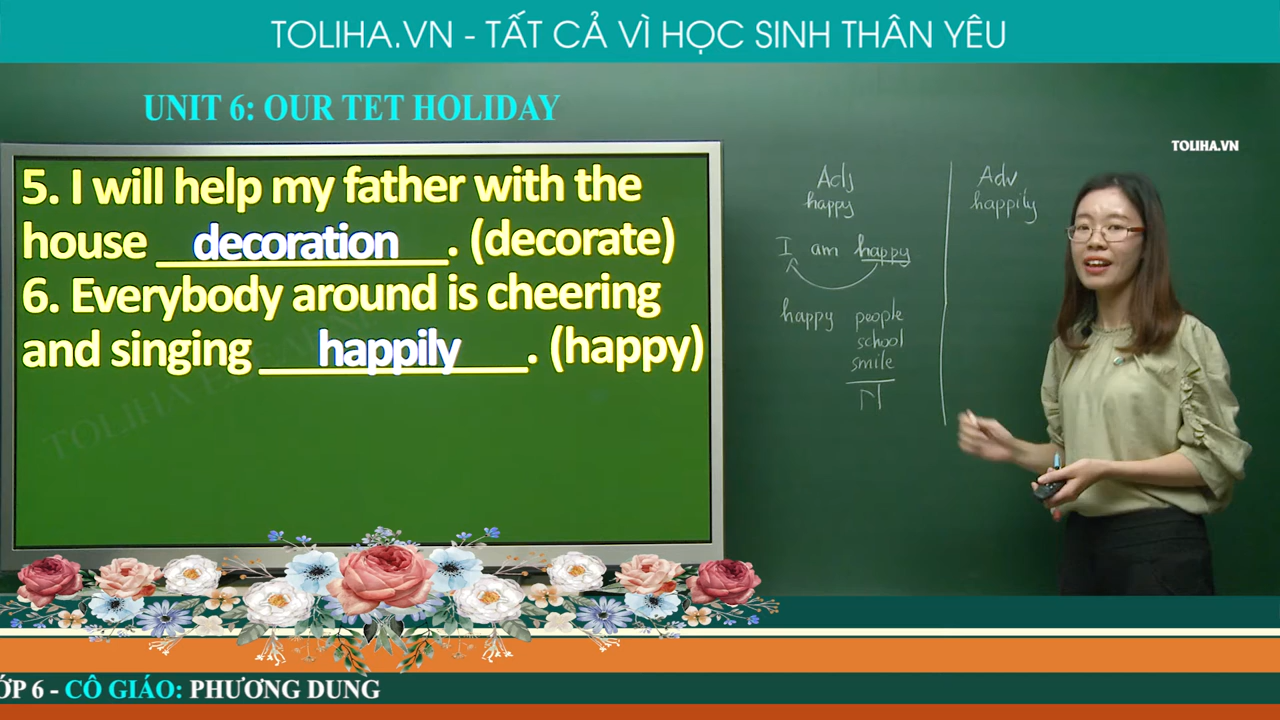 TOLIHA.VN - TẤT CẢ VÌ HỌC SINH THÂN YÊU
UNIT 6: OUR TET HOLIDAY
TOLIHA.VN
5. I will help my father with the
house decoration. (decorate)
6. Everybody around is cheering
and singing happily. (happy)
Adj
happy
I am happy
happy people
school
smile
N
Adv
happily
ỚP 6 - CÔ GIÁO: PHƯƠNG DUNG